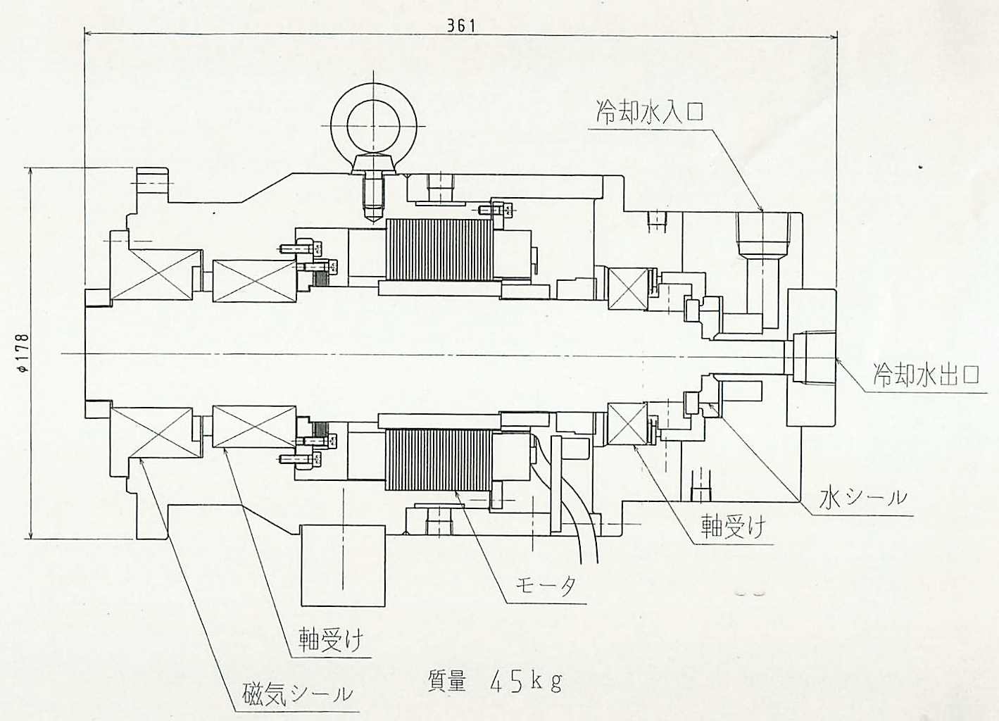 361
冷却水入口
φ178
冷却水出口
水シール
軸受け
モータ
軸受け
質量 45kg
磁気シール